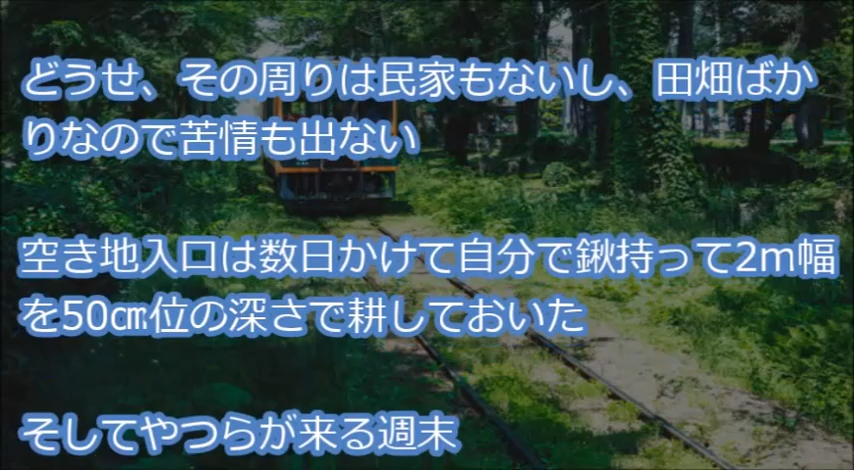 どうせ、その周りは民家もないし、田畑ばか
りなので苦情も出ない
空き地入口は数日かけて自分で鍬持って2m幅
を50㎝位の深さで耕しておいた
そしてやつらが来る週末